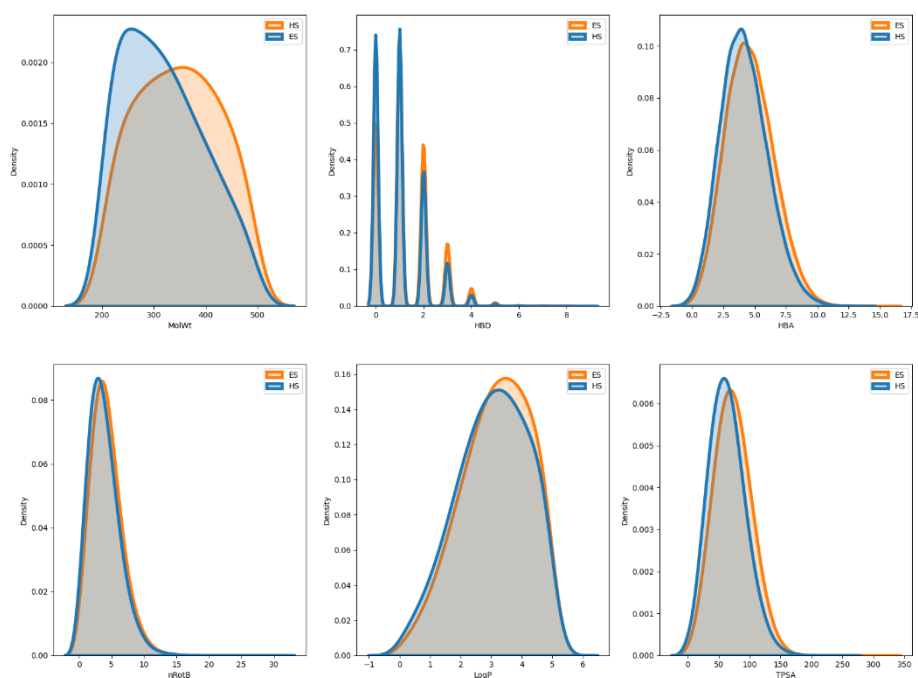 HS
ES
0.0020
0.0015
0.0010
0.0005
0.0000
Density
200 300 400 500
MolWt
ES
HS
0.7
0.6
0.5
0.4
0.3
0.2
0.1
0.0
Density
0 2 4 6 8
HBD
ES
HS
0.10
0.08
0.06
0.04
0.02
0.00
Density
-2.5 0.0 2.5 5.0 7.5 10.0 12.5 15.0 17.5
HBA
ES
HS
0.08
0.06
0.04
0.02
0.00
Density
0 5 10 15 20 25 30
nRotB
ES
HS
0.16
0.14
0.12
0.10
0.08
0.06
0.04
0.02
0.00
Density
-1 0 1 2 3 4 5 6
LogP
ES
HS
0.006
0.005
0.004
0.003
0.002
0.001
0.000
Density
0 50 100 150 200 250 300 350
TPSA